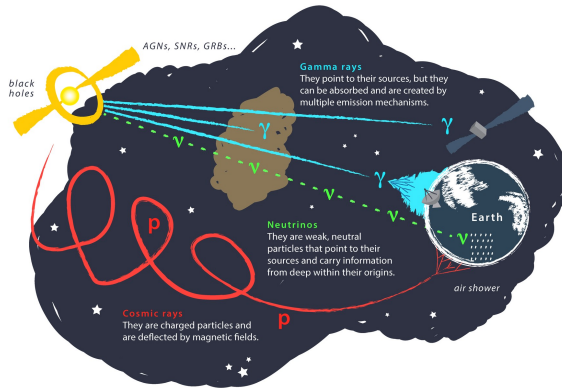 AGNs, SNRs, GRBs...
black
holes
Gamma rays
They point to their sources, but they
can be absorbed and are created by
multiple emission mechanisms.
γ
γ
ν
γ
ν
ν
ν
ν
Earth
p
Neutrinos
They are weak, neutral
particles that point to their
sources and carry information
from deep within their origins.
air shower
Cosmic rays
They are charged particles and
are deflected by magnetic fields.
p